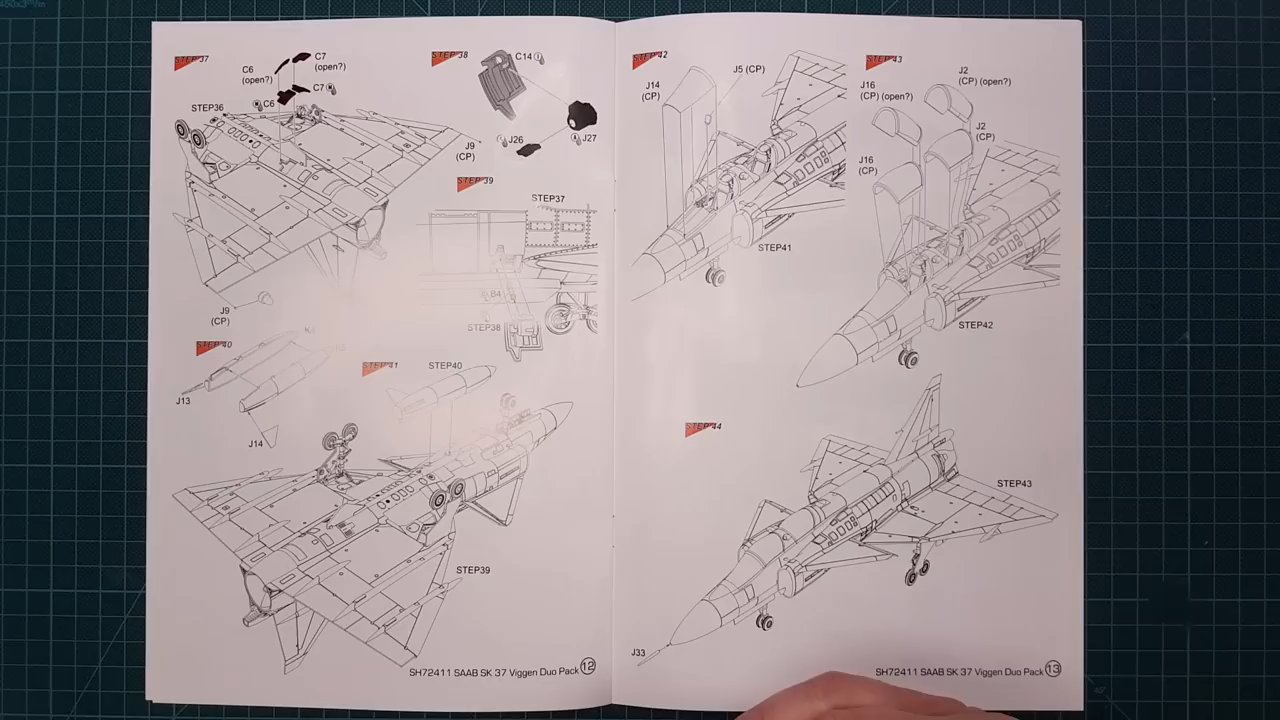 STEP 37
C6
(open?)
C7
(open?)
C7
C6
STEP36
J9
(CP)
J9
(CP)
STEP 38
C14
J26
J27
STEP 39
STEP37
B4
STEP38
STEP 40
J13
J14
STEP 41
STEP40
STEP39
SH72411 SAAB SK 37 Viggen Duo Pack 12
STEP 42
J14
(CP)
J5 (CP)
STEP41
STEP 43
J2
(CP) (open?)
J16
(CP) (open?)
J2
(CP)
J16
(CP)
STEP42
STEP 44
STEP43
J33
SH72411 SAAB SK 37 Viggen Duo Pack 13